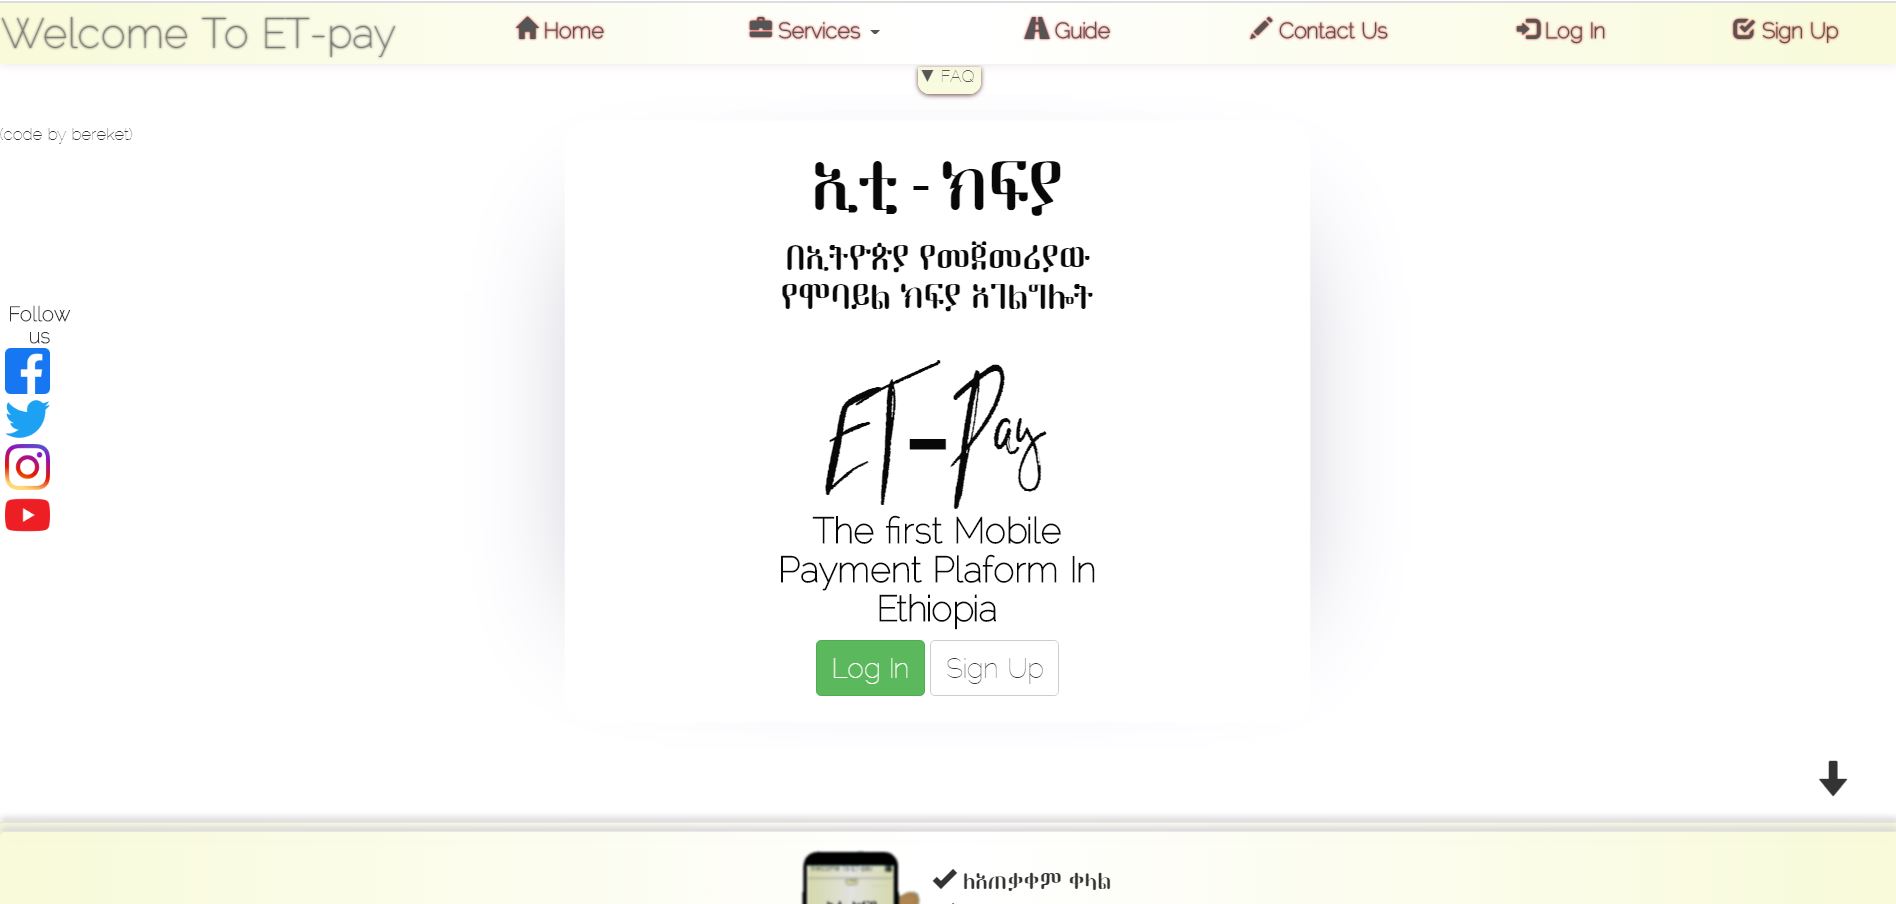 Welcome To ET-pay
Home
Services
Guide
Contact Us
Log In
Sign Up
▼ FAQ
(code by bereket)
ኢቲ - ክፍያ
በኢትዮጵያ የመጀመሪያው
የሞባይል ክፍያ አገልግሎት
Follow
us
ET-Pay
The first Mobile
Payment Plaform In
Ethiopia
Log In
Sign Up
ለአጠቃቀም ቀላል